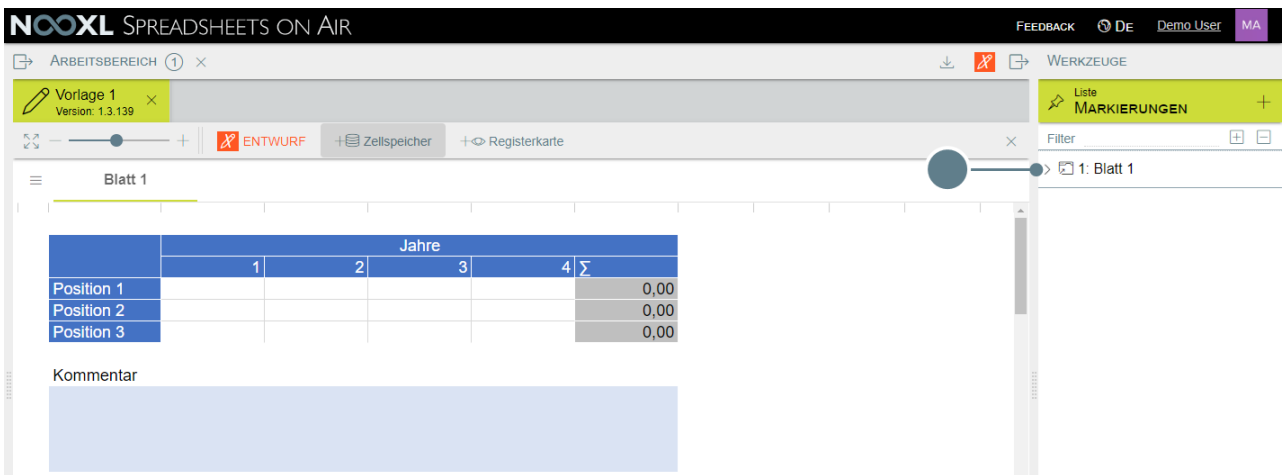 NOOXL SPREADSHEETS ON AIR
FEEDBACK DE Demo User MA
ARBEITSBEREICH 1
WERKZEUGE
Vorlage 1
Version: 1.3.139
Liste
MARKIERUNGEN
ENTWURF Zellspeicher Registerkarte
Filter
Blatt 1
1: Blatt 1
Jahre
1 2 3 4 ∑
Position 1 0,00
Position 2 0,00
Position 3 0,00
Kommentar